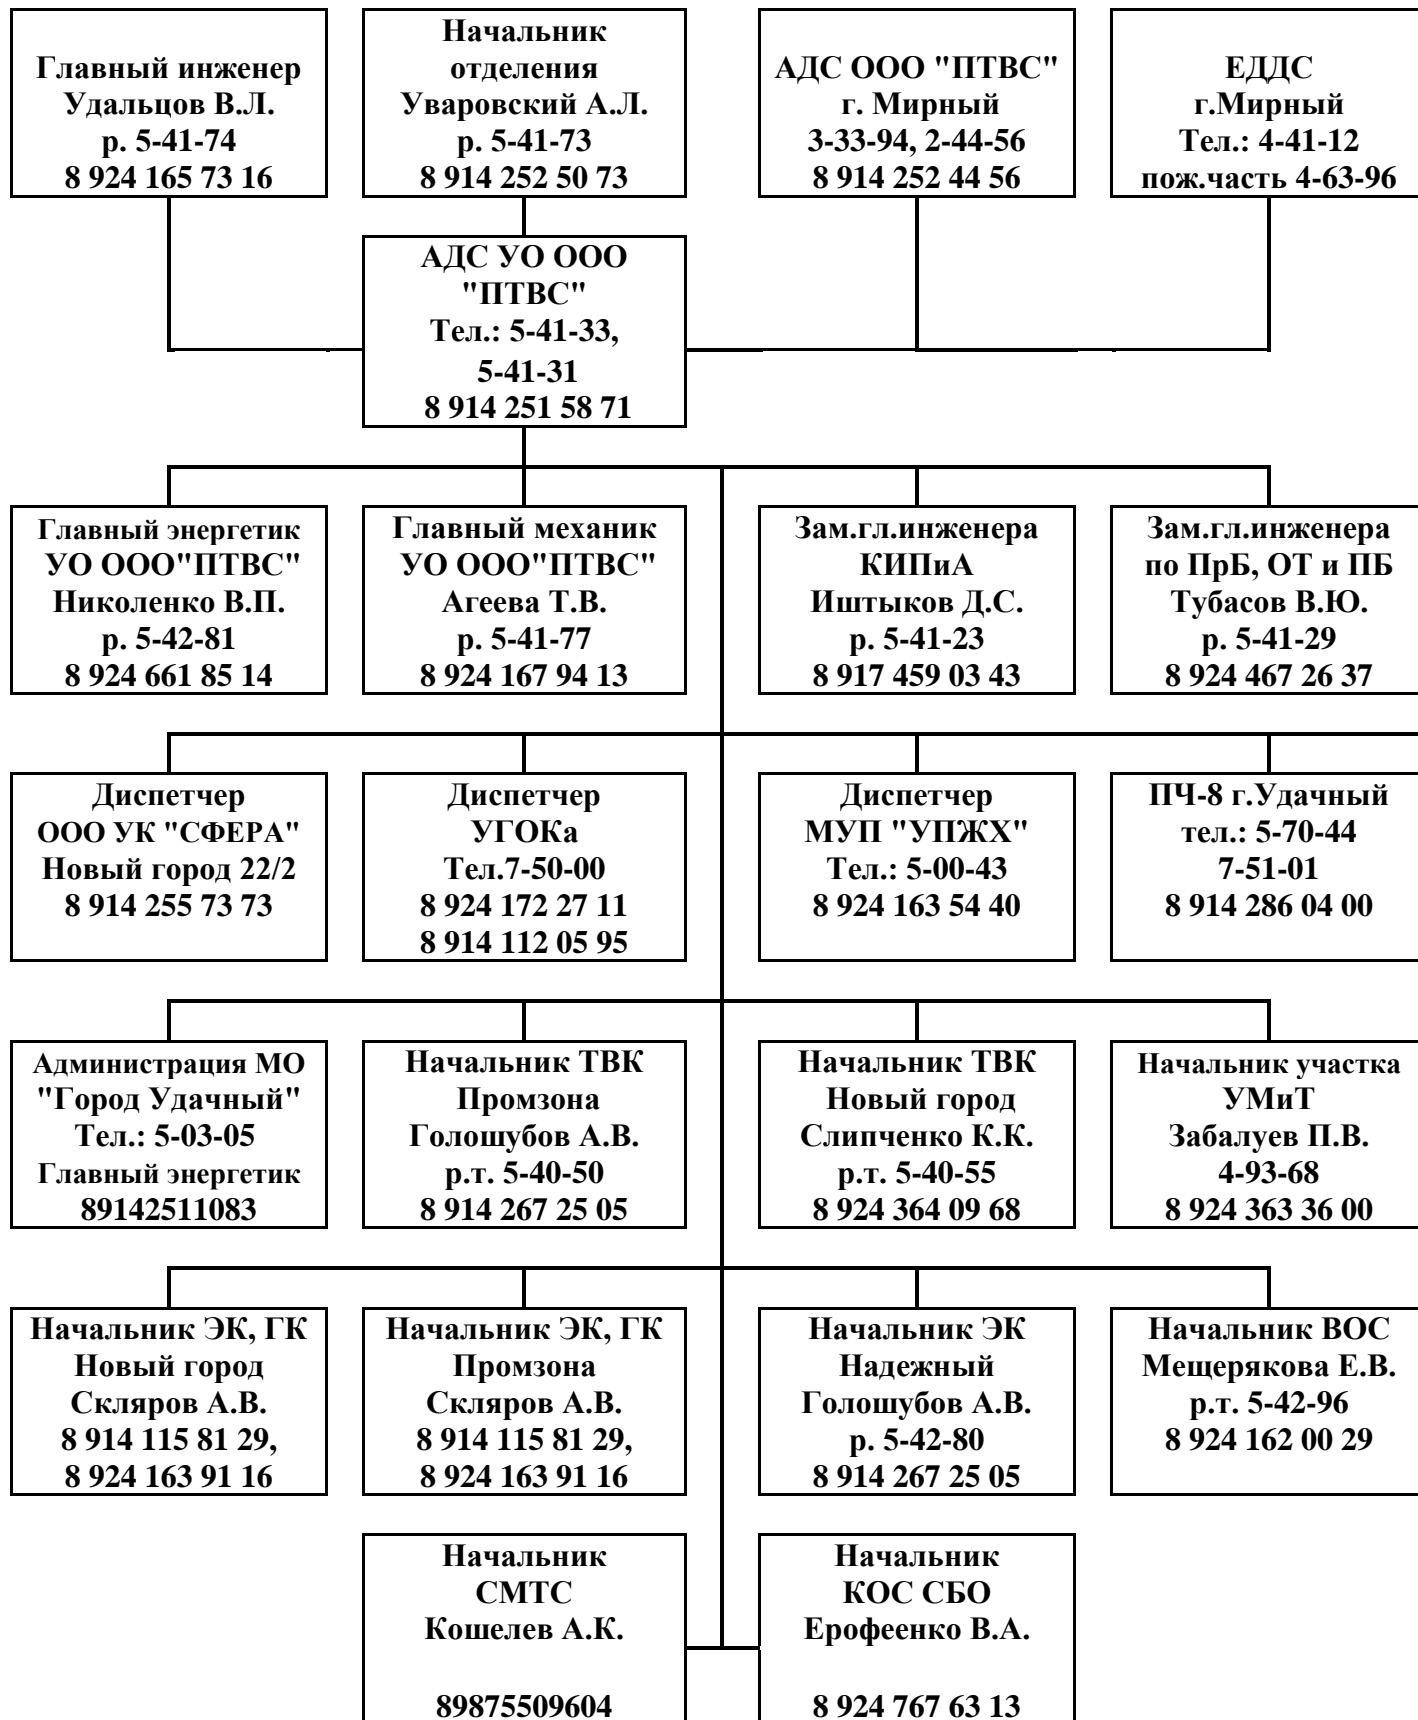 Главный инженер
Удальцов В.Л.
р. 5-41-74
8 924 165 73 16
Начальник
отделения
Уваровский А.Л.
р. 5-41-73
8 914 252 50 73
АДС ООО "ПТВС"
г. Мирный
3-33-94, 2-44-56
8 914 252 44 56
ЕДДС
г.Мирный
Тел.: 4-41-12
пож.часть 4-63-96
АДС УО ООО
"ПТВС"
Тел.: 5-41-33,
5-41-31
8 914 251 58 71
Главный энергетик
УО ООО"ПТВС"
Николенко В.П.
р. 5-42-81
8 924 661 85 14
Главный механик
УО ООО"ПТВС"
Агеева Т.В.
р. 5-41-77
8 924 167 94 13
Зам.гл.инженера
КИПиА
Иштыков Д.С.
р. 5-41-23
8 917 459 03 43
Зам.гл.инженера
по ПрБ, ОТ и ПБ
Тубасов В.Ю.
р. 5-41-29
8 924 467 26 37
Диспетчер
ООО УК "СФЕРА"
Новый город 22/2
8 914 255 73 73
Диспетчер
УГОКа
Тел.7-50-00
8 924 172 27 11
8 914 112 05 95
Диспетчер
МУП "УПЖХ"
Тел.: 5-00-43
8 924 163 54 40
ПЧ-8 г.Удачный
тел.: 5-70-44
7-51-01
8 914 286 04 00
Администрация МО
"Город Удачный"
Тел.: 5-03-05
Главный энергетик
89142511083
Начальник ТВК
Промзона
Голошубов А.В.
р.т. 5-40-50
8 914 267 25 05
Начальник ТВК
Новый город
Слипченко К.К.
р.т. 5-40-55
8 924 364 09 68
Начальник участка
УМиТ
Забалуев П.В.
4-93-68
8 924 363 36 00
Начальник ЭК, ГК
Новый город
Скляров А.В.
8 914 115 81 29,
8 924 163 91 16
Начальник ЭК, ГК
Промзона
Скляров А.В.
8 914 115 81 29,
8 924 163 91 16
Начальник ЭК
Надежный
Голошубов А.В.
р. 5-42-80
8 914 267 25 05
Начальник ВОС
Мещерякова Е.В.
р.т. 5-42-96
8 924 162 00 29
Начальник
СМТС
Кошелев А.К.
89875509604
Начальник
КОС СБО
Ерофеенко В.А.
8 924 767 63 13